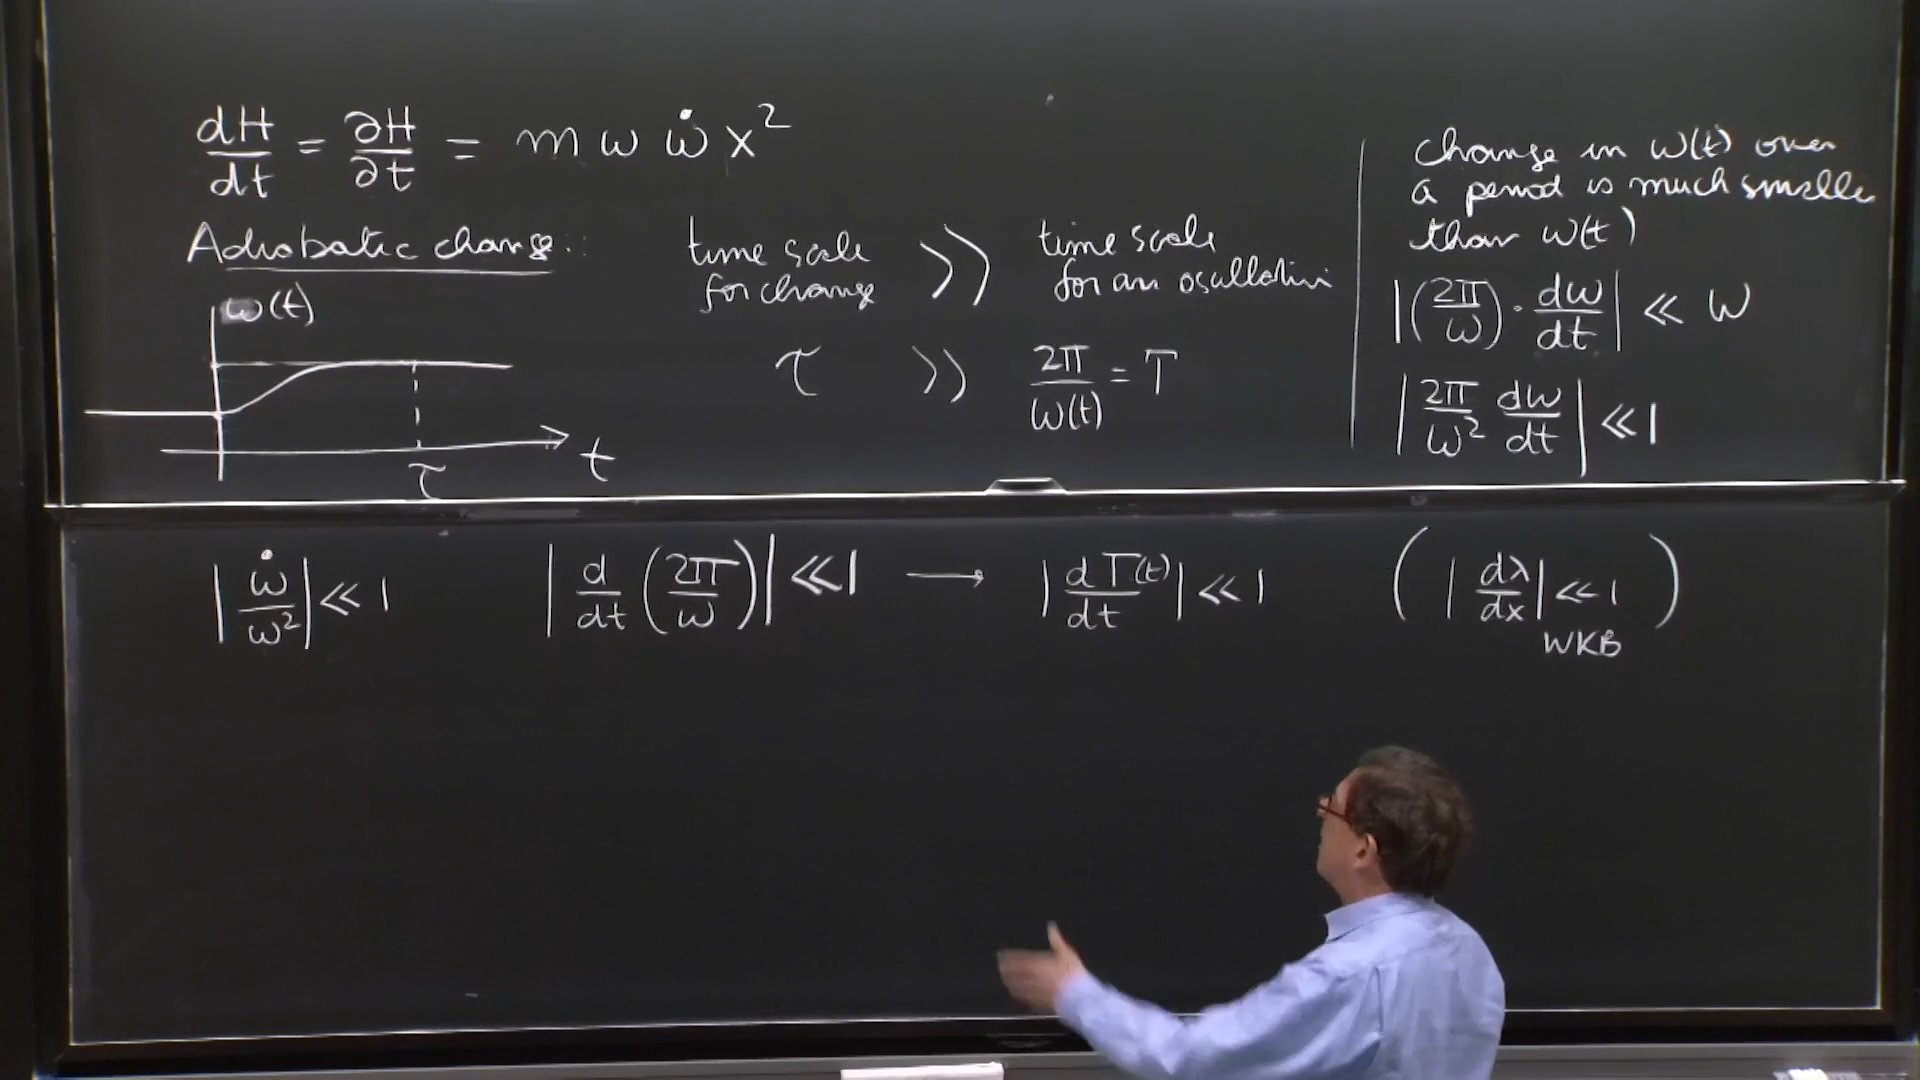 dH/dt = ∂H/∂t = m ω ω̇ x²
Adiabatic change:
time scale for change >> time scale for an oscillation
τ >> 2π/ω(t) = T
ω(t)
t
τ
change in ω(t) over
a period is much smaller
than ω(t)
|(2π/ω) · dω/dt| ≪ ω
|2π/ω² dω/dt| ≪ 1
|ω̇/ω²| ≪ 1   |d/dt (2π/ω)| ≪ 1 → |dT(t)/dt| ≪ 1   (|dλ/dx| ≪ 1)
WKB